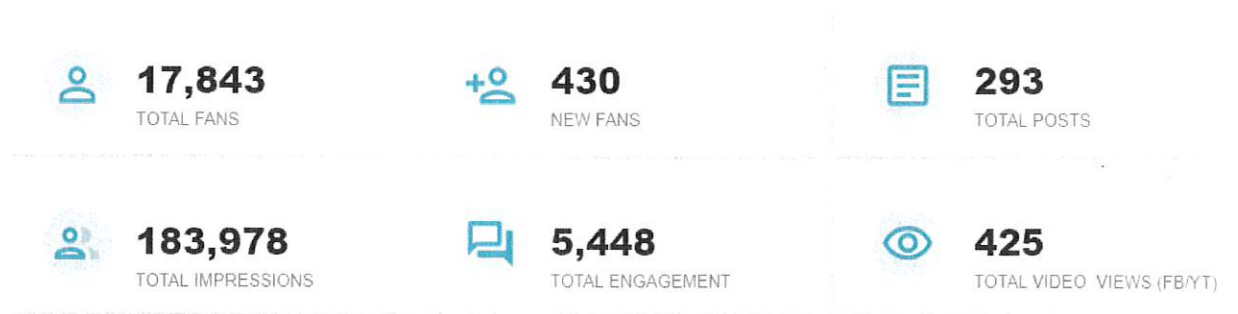 17,843
TOTAL FANS
430
NEW FANS
293
TOTAL POSTS
183,978
TOTAL IMPRESSIONS
5,448
TOTAL ENGAGEMENT
425
TOTAL VIDEO VIEWS (FB/YT)